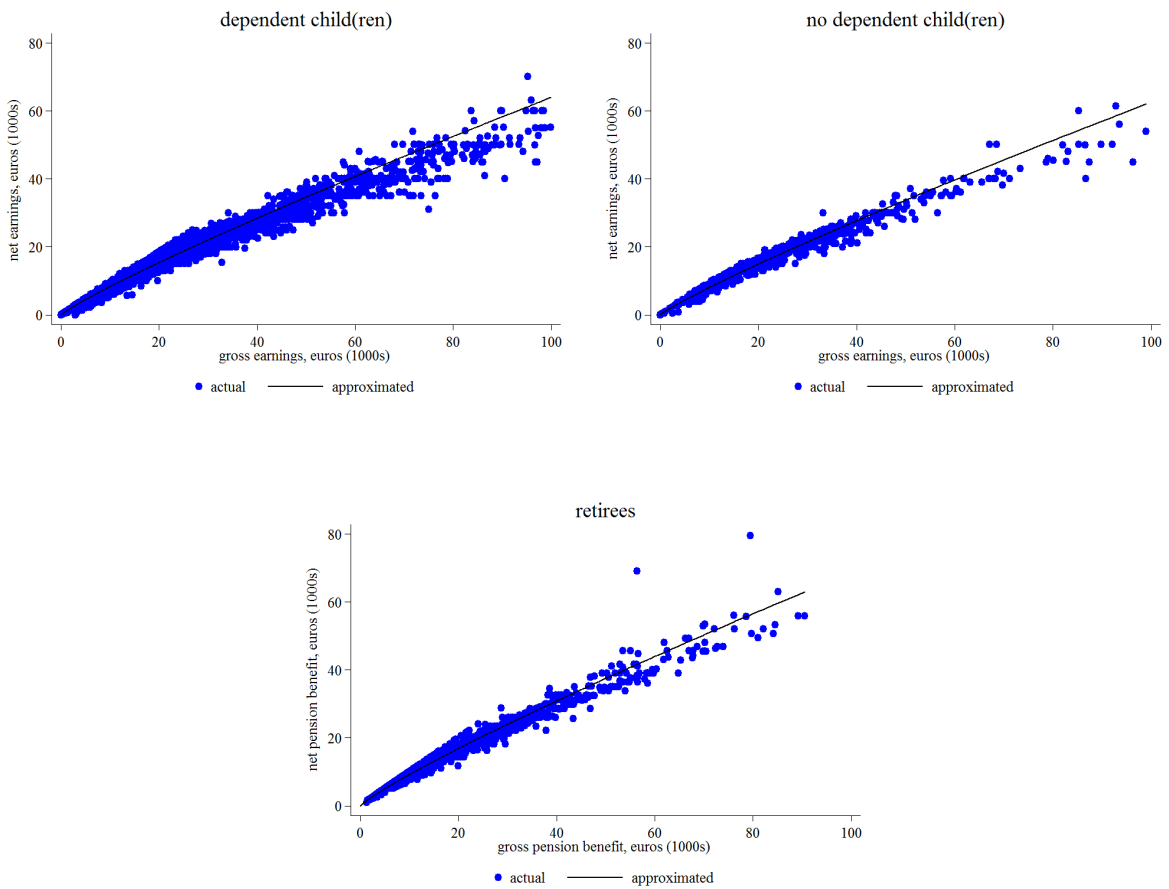 dependent child(ren)
net earnings, euros (1000s)
80
60
40
20
0
0 20 40 60 80 100
gross earnings, euros (1000s)
actual approximated
no dependent child(ren)
net earnings, euros (1000s)
80
60
40
20
0
0 20 40 60 80 100
gross earnings, euros (1000s)
actual approximated
retirees
net pension benefit, euros (1000s)
80
60
40
20
0
0 20 40 60 80 100
gross pension benefit, euros (1000s)
actual approximated